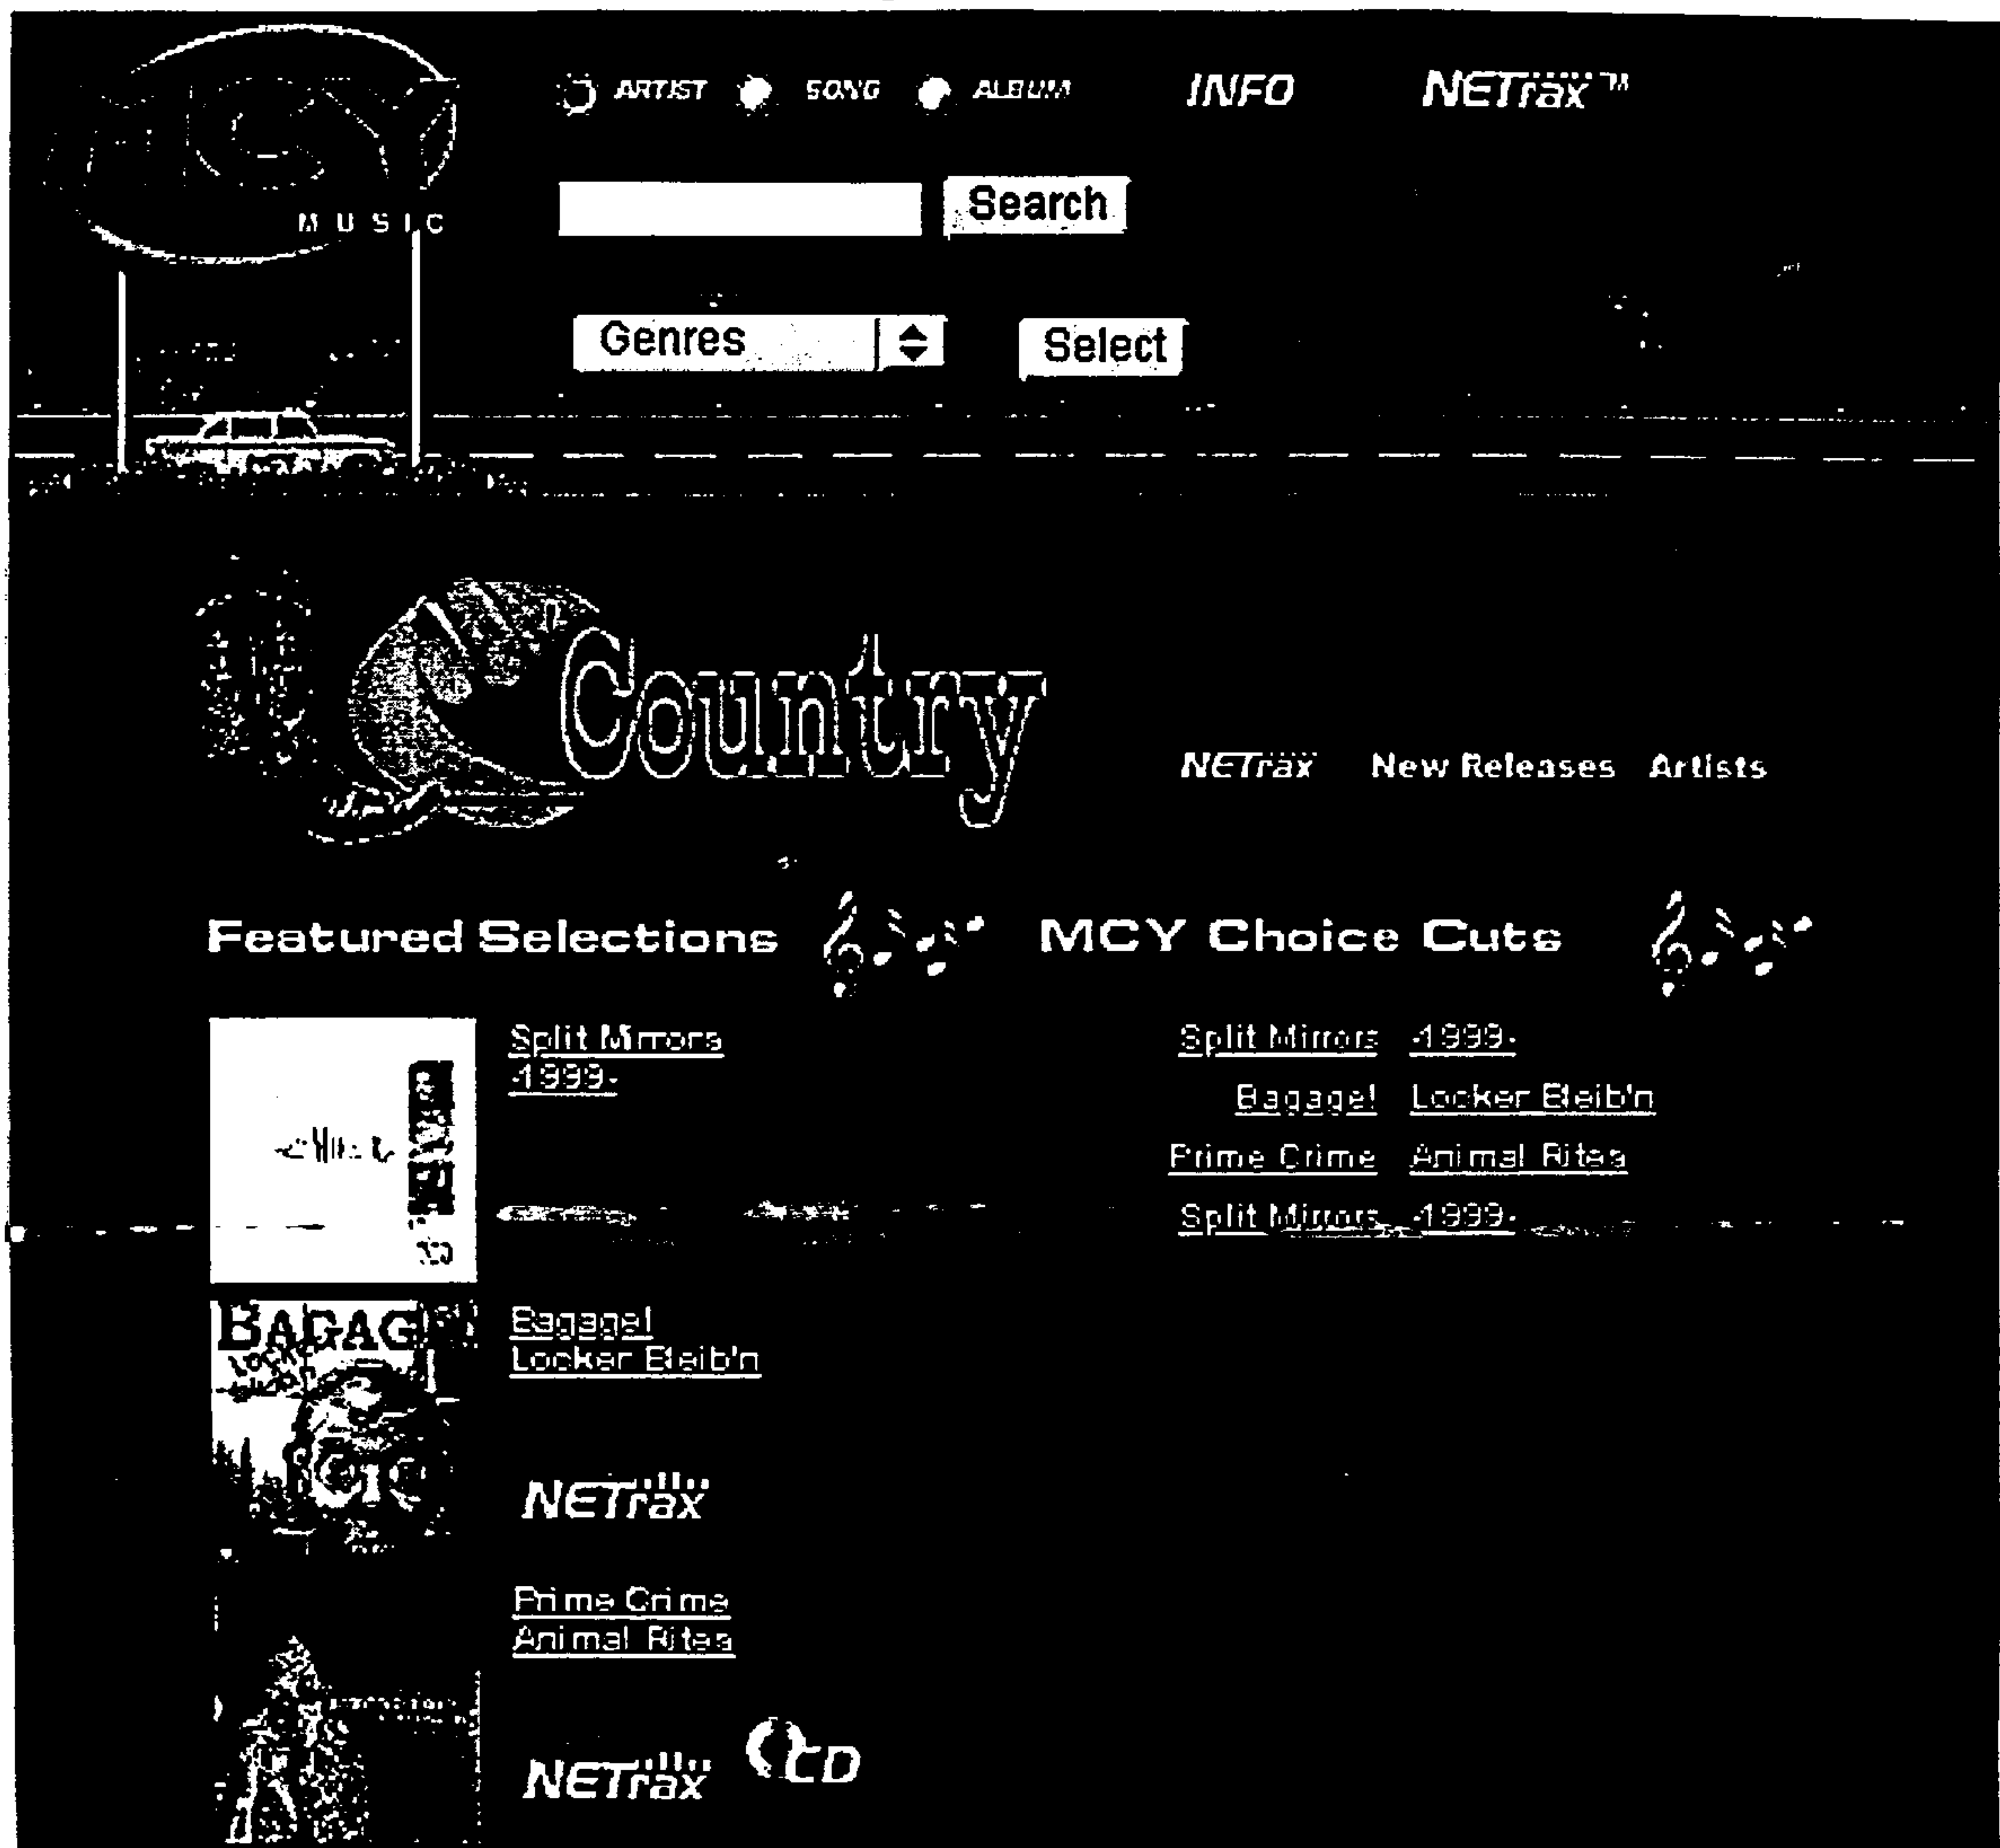 MUSIC
ARTIST SONG ALBUM INFO NETrax™
Search
Genres Select
Country
NETrax New Releases Artists
Featured Selections MCY Choice Cuts
Split Mirrors
-1999-
Split Mirrors -1999-
Bagage! Locker Bleib'n
Prime Crime Animal Rites
Split Mirrors -1999-
BAGAG
Bagage!
Locker Bleib'n
NETrax
Prime Crime
Animal Rites
NETrax CD